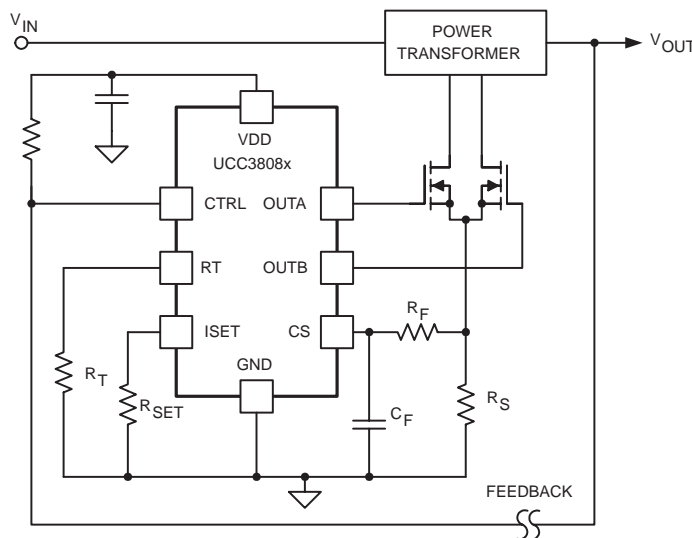 VIN
POWER
TRANSFORMER
VOUT
VDD
UCC3808x
CTRL
OUTA
RT
OUTB
ISET
CS
RF
GND
RT
RSET
CF
RS
FEEDBACK